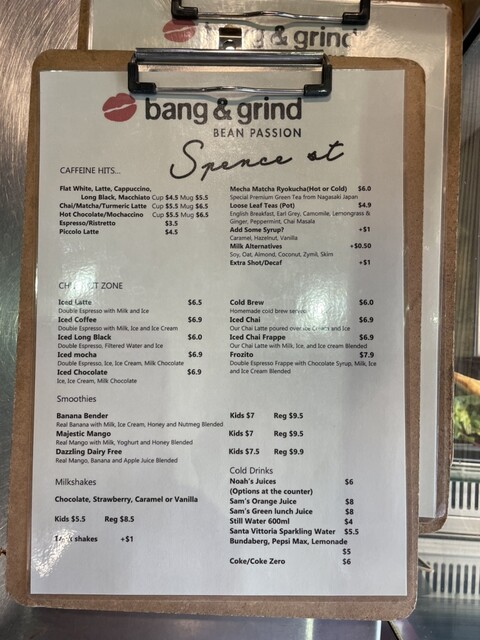 bang & grind
bang & grind
BEAN PASSION
Spence st
CAFFEINE HITS...
Flat White, Latte, Cappuccino,
Long Black, Macchiato Cup $4.5 Mug $5.5
Chai/Matcha/Turmeric Latte Cup $5.5 Mug $6.5
Hot Chocolate/Mochaccino Cup $5.5 Mug $6.5
Espresso/Ristretto $3.5
Piccolo Latte $4.5
Mecha Matcha Ryokucha(Hot or Cold) $6.0
Special Premium Green Tea from Nagasaki Japan
Loose Leaf Teas (Pot) $4.9
English Breakfast, Earl Grey, Camomile, Lemongrass &
Ginger, Peppermint, Chai Masala
Add Some Syrup? +$1
Caramel, Hazelnut, Vanilla
Milk Alternatives +$0.50
Soy, Oat, Almond, Coconut, Zymil, Skim
Extra Shot/Decaf +$1
ZONE
Iced Latte $6.5
Double Espresso with Milk and Ice
Iced Coffee $6.9
Double Espresso with Milk, Ice and Ice Cream
Iced Long Black $6.0
Double Espresso, Filtered Water and Ice
Iced mocha $6.9
Double Espresso, Ice, Ice Cream, Milk Chocolate
Iced Chocolate $6.9
Ice, Ice Cream, Milk Chocolate
Cold Brew $6.0
Homemade cold brew served
Iced Chai $6.9
Our Chai Latte poured over Ice Cream and Ice
Iced Chai Frappe $6.9
Our Chai Latte with Milk, Ice, and Ice cream Blended
Frozito $7.9
Double Espresso Frappe with Chocolate Syrup, Milk, Ice
and Ice Cream Blended
Smoothies
Banana Bender Kids $7 Reg $9.5
Real Banana with Milk, Ice Cream, Honey and Nutmeg Blended
Majestic Mango Kids $7 Reg $9.5
Real Mango with Milk, Yoghurt and Honey Blended
Dazzling Dairy Free Kids $7.5 Reg $9.9
Real Mango, Banana and Apple Juice Blended
Milkshakes
Chocolate, Strawberry, Caramel or Vanilla
Kids $5.5 Reg $8.5
shakes +$1
Cold Drinks
Noah's Juices $6
(Options at the counter)
Sam's Orange Juice $8
Sam's Green lunch Juice $8
Still Water 600ml $4
Santa Vittoria Sparkling Water $5.5
Bundaberg, Pepsi Max, Lemonade
$5
Coke/Coke Zero $6